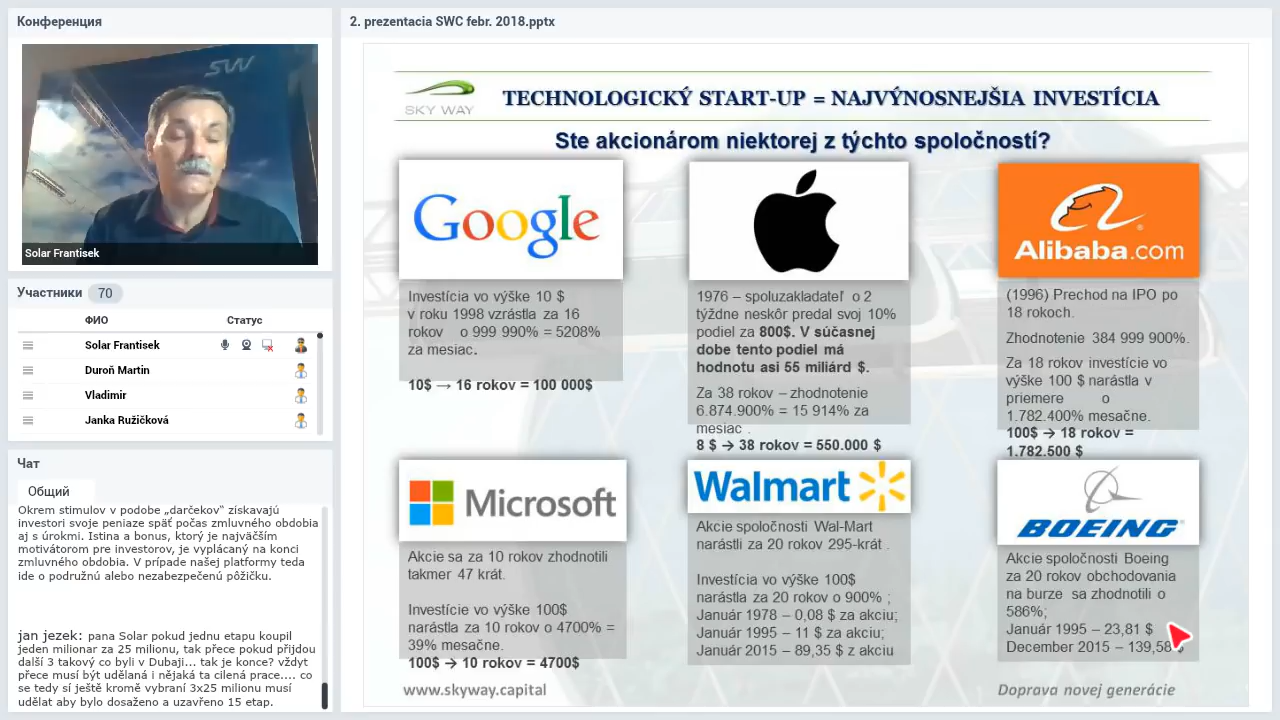 Конференция
SW
Solar Frantisek
Участники 70
ФИО Статус
Solar Frantisek
Duroň Martin
Vladimir
Janka Ružičková
Чат
Общий
Okrem stimulov v podobe „darčekov“ získavajú
investori svoje peniaze späť počas zmluvného obdobia
aj s úrokmi. Istina a bonus, ktorý je najväčším
motivátorom pre investorov, je vyplácaný na konci
zmluvného obdobia. V prípade našej platformy teda
ide o podružnú alebo nezabezpečenú pôžičku.
jan jezek: pana Solar pokud jednu etapu koupil
jeden milionar za 25 milionu, tak přece pokud přijdou
další 3 takový co byli v Dubaji... tak je konce? vždyt
přece musí být udělaná i nějaká ta cilená prace.... co
se tedy sí ještě kromě vybraní 3x25 milionu musí
udělat aby bylo dosaženo a uzavřeno 15 etap.
2. prezentacia SWC febr. 2018.pptx
SKY WAY
TECHNOLOGICKÝ START-UP = NAJVÝNOSNEJŠIA INVESTÍCIA
Ste akcionárom niektorej z týchto spoločností?
Google
Investícia vo výške 10 $
v roku 1998 vzrástla za 16
rokov o 999 990% = 5208%
za mesiac.
10$ → 16 rokov = 100 000$
1976 – spoluzakladateľ o 2
týždne neskôr predal svoj 10%
podiel za 800$. V súčasnej
dobe tento podiel má
hodnotu asi 55 miliárd $.
Za 38 rokov – zhodnotenie
6.874.900% = 15 914% za
mesiac .
8 $ → 38 rokov = 550.000 $
Alibaba.com
(1996) Prechod na IPO po
18 rokoch.
Zhodnotenie 384 999 900%.
Za 18 rokov investície vo
výške 100 $ narástla v
priemere o
1.782.400% mesačne.
100$ → 18 rokov =
1.782.500 $
Microsoft
Akcie sa za 10 rokov zhodnotili
takmer 47 krát.
Investície vo výške 100$
narástla za 10 rokov o 4700% =
39% mesačne.
100$ → 10 rokov = 4700$
Walmart
Akcie spoločnosti Wal-Mart
narástli za 20 rokov 295-krát .
Investícia vo výške 100$
narástla za 20 rokov o 900% ;
Január 1978 – 0,08 $ za akciu;
Január 1995 – 11 $ za akciu;
Január 2015 – 89,35 $ z akciu
BOEING
Akcie spoločnosti Boeing
za 20 rokov obchodovania
na burze sa zhodnotili o
586%;
Január 1995 – 23,81 $
December 2015 – 139,58 $
www.skyway.capital
Doprava novej generácie